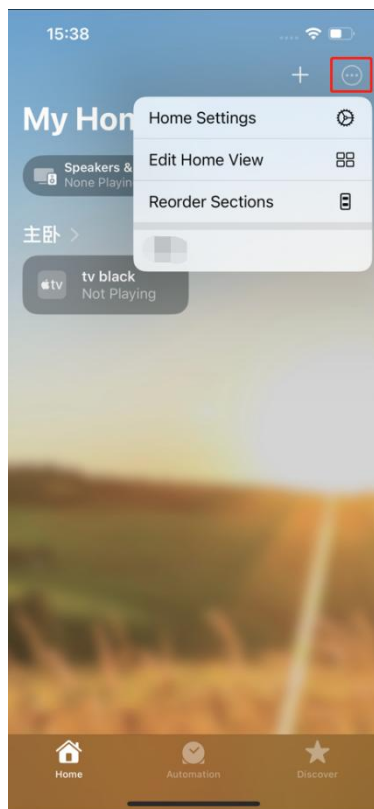 15:38
My Hom
Home Settings
Edit Home View
Reorder Sections
Speakers &
None Playin
主卧 >
tv
tv black
Not Playing
Home
Automation
Discover